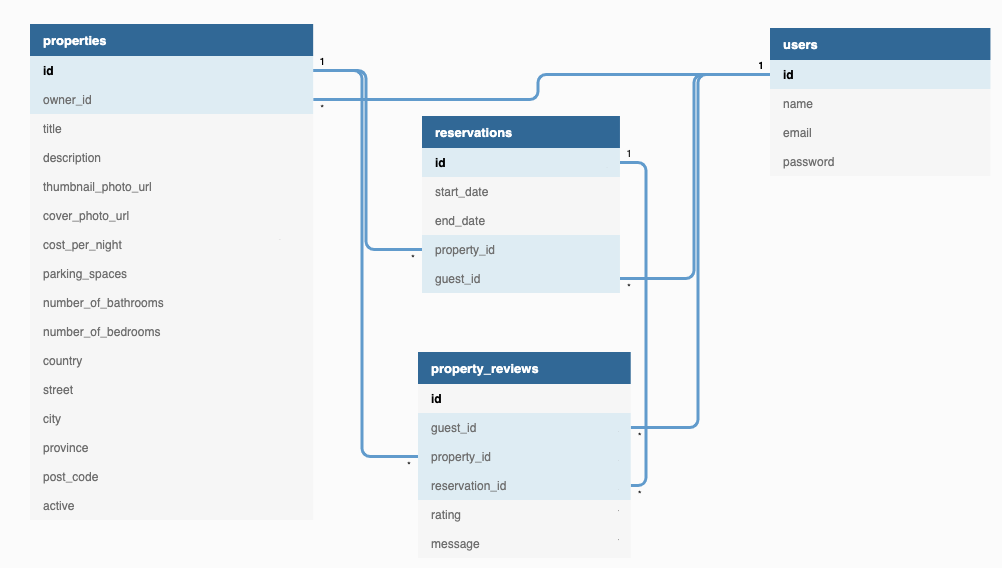 properties
id
owner_id
title
description
thumbnail_photo_url
cover_photo_url
cost_per_night
parking_spaces
number_of_bathrooms
number_of_bedrooms
country
street
city
province
post_code
active
1
*
reservations
id
start_date
end_date
property_id
guest_id
1
*
*
property_reviews
id
guest_id
property_id
reservation_id
rating
message
*
*
*
users
id
name
email
password
1